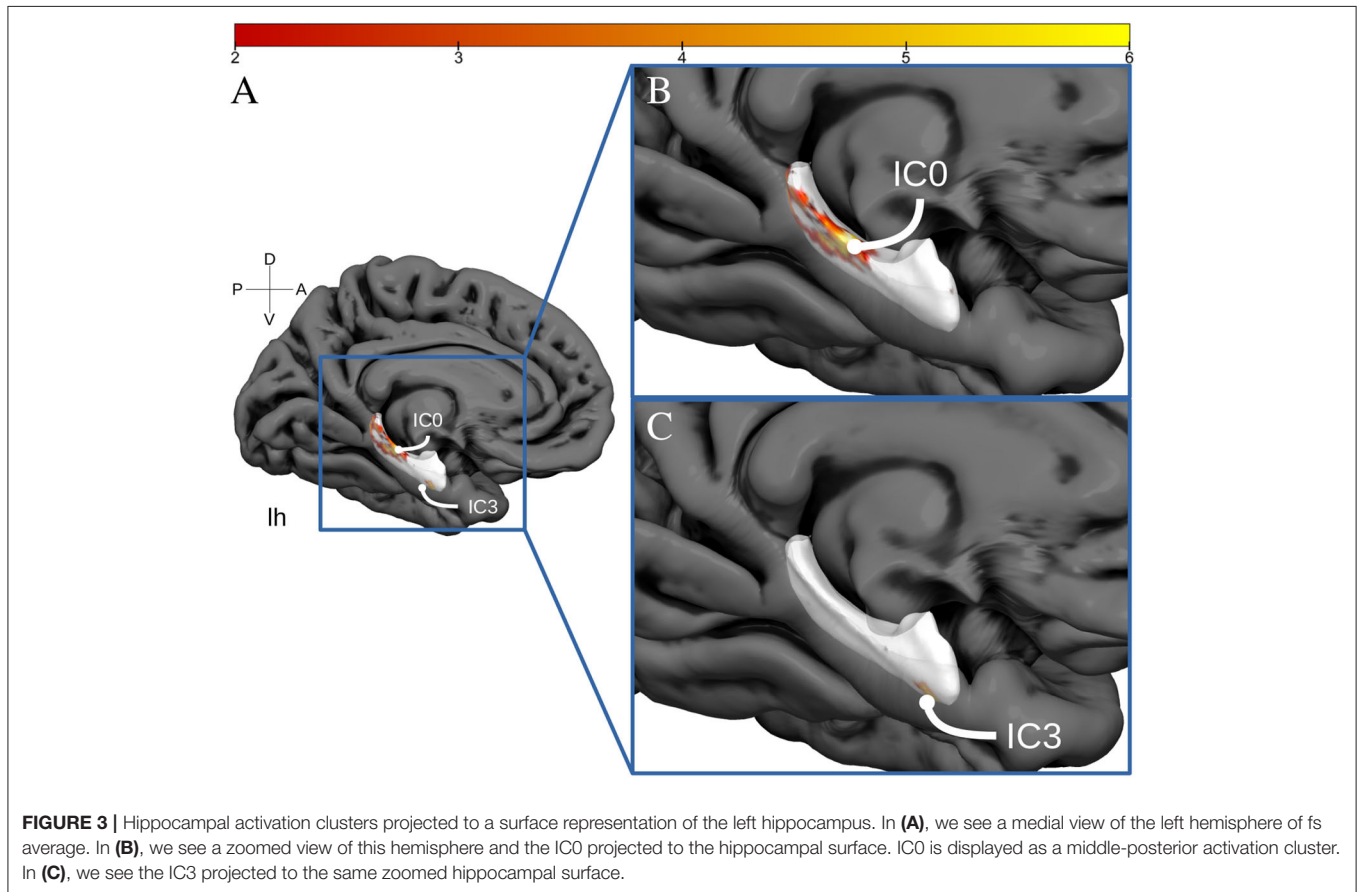 2 3 4 5 6
A
B
IC0
D
P A
V
IC0
IC3
lh
C
IC3
FIGURE 3 | Hippocampal activation clusters projected to a surface representation of the left hippocampus. In (A), we see a medial view of the left hemisphere of fs
average. In (B), we see a zoomed view of this hemisphere and the IC0 projected to the hippocampal surface. IC0 is displayed as a middle-posterior activation cluster.
In (C), we see the IC3 projected to the same zoomed hippocampal surface.